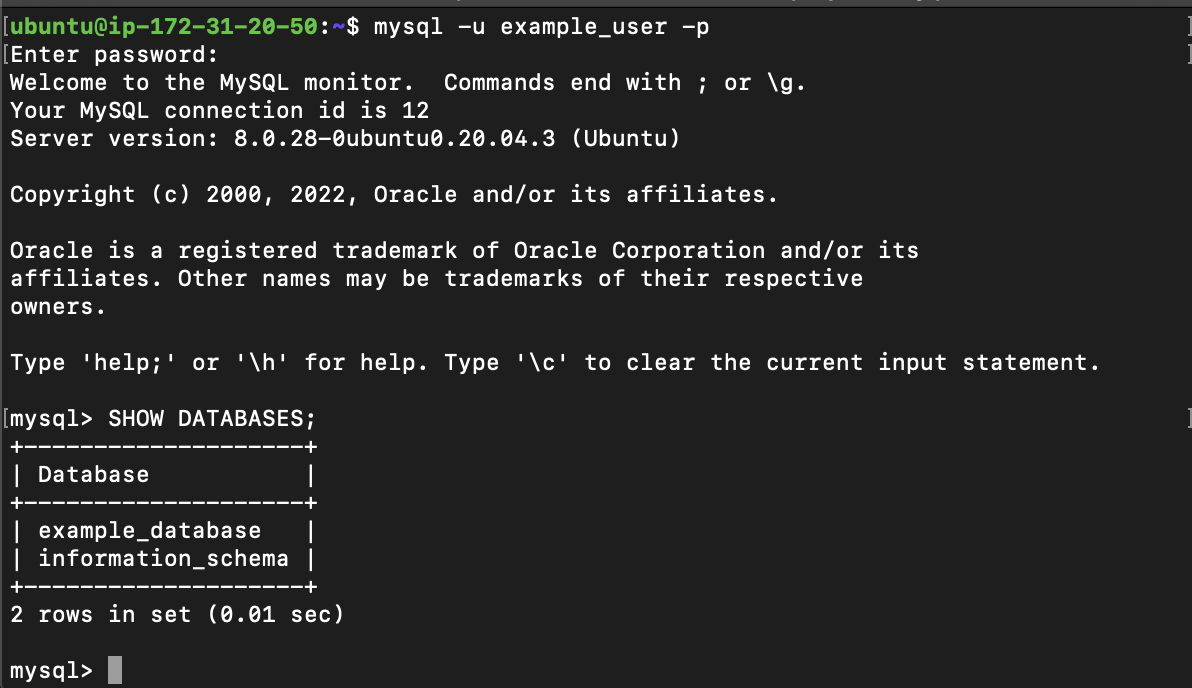 [ubuntu@ip-172-31-20-50:~$ mysql -u example_user -p ]
[Enter password: ]
Welcome to the MySQL monitor.  Commands end with ; or \g.
Your MySQL connection id is 12
Server version: 8.0.28-0ubuntu0.20.04.3 (Ubuntu)

Copyright (c) 2000, 2022, Oracle and/or its affiliates.

Oracle is a registered trademark of Oracle Corporation and/or its
affiliates. Other names may be trademarks of their respective
owners.

Type 'help;' or '\h' for help. Type '\c' to clear the current input statement.

[mysql> SHOW DATABASES; ]
+--------------------+
| Database           |
+--------------------+
| example_database   |
| information_schema |
+--------------------+
2 rows in set (0.01 sec)

mysql>